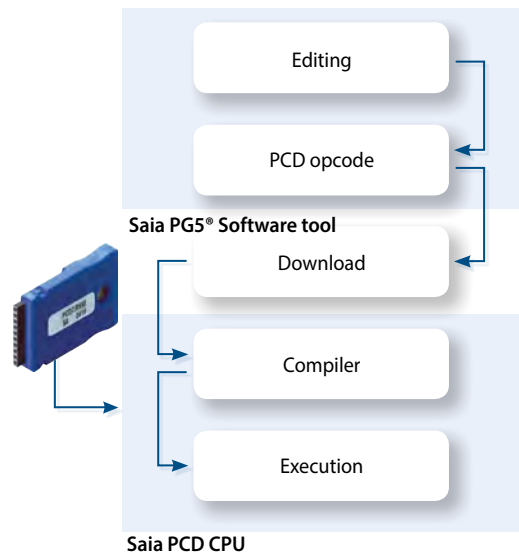 Editing
PCD opcode
Saia PG5® Software tool
Download
Compiler
Execution
Saia PCD CPU